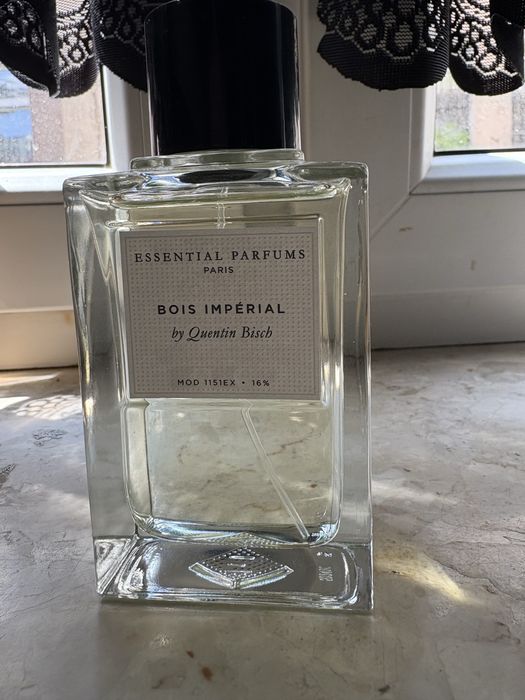 ESSENTIAL PARFUMS
PARIS
BOIS IMPÉRIAL
by Quentin Bisch
MOD 1151EX • 16%